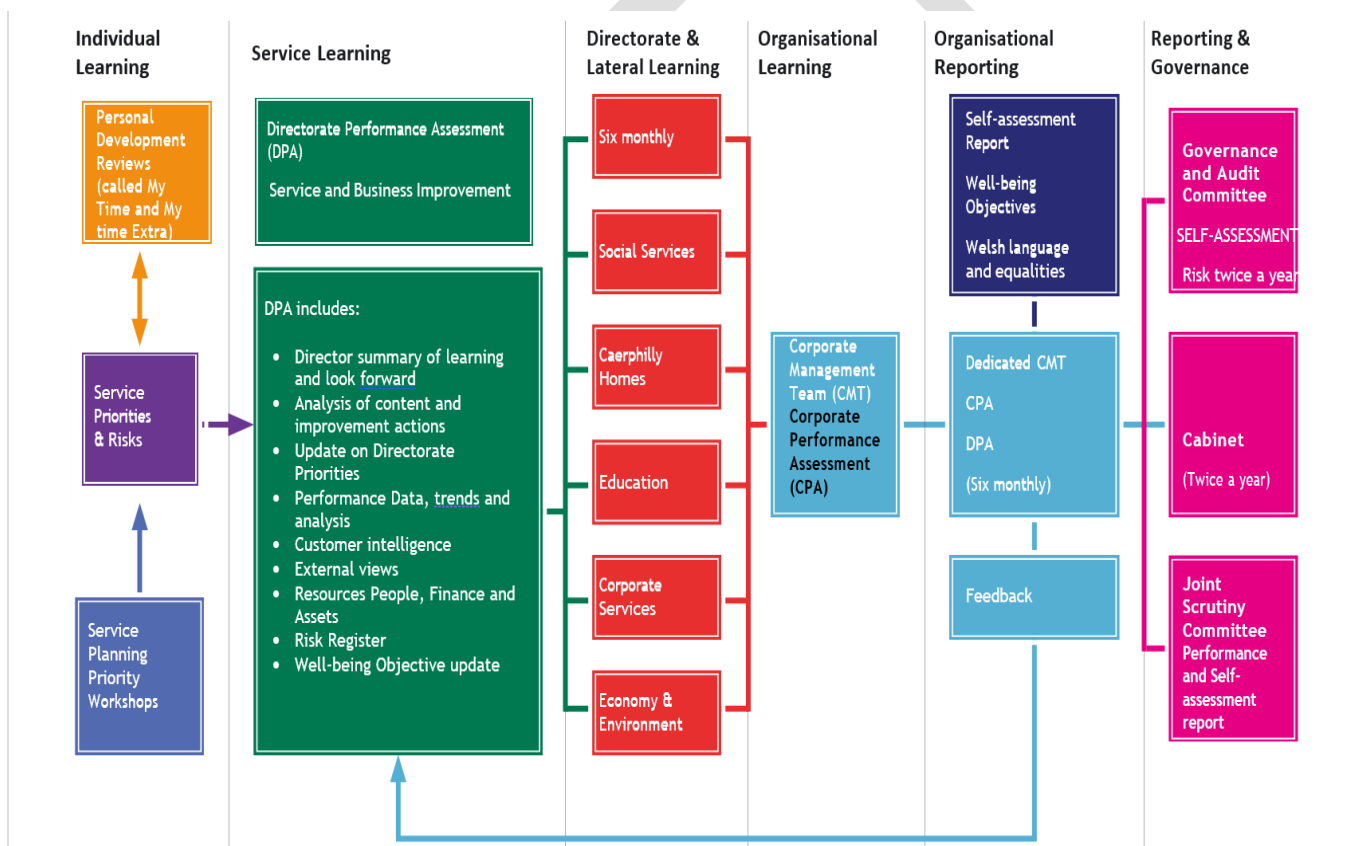 Individual
Learning
Personal
Development
Reviews
(called My
Time and My
time Extra)
Service
Priorities
& Risks
Service
Planning
Priority
Workshops
Service Learning
Directorate Performance Assessment
(DPA)
Service and Business Improvement
DPA includes:
• Director summary of learning
and look forward
• Analysis of content and
improvement actions
• Update on Directorate
Priorities
• Performance Data, trends and
analysis
• Customer intelligence
• External views
• Resources People, Finance and
Assets
• Risk Register
• Well-being Objective update
Directorate &
Lateral Learning
Six monthly
Social Services
Caerphilly
Homes
Education
Corporate
Services
Economy &
Environment
Organisational
Learning
Corporate
Management
Team (CMT)
Corporate
Performance
Assessment
(CPA)
Organisational
Reporting
Self-assessment
Report
Well-being
Objectives
Welsh language
and equalities
Dedicated CMT
CPA
DPA
(Six monthly)
Feedback
Reporting &
Governance
Governance
and Audit
Committee
SELF-ASSESSMENT
Risk twice a year
Cabinet
(Twice a year)
Joint
Scrutiny
Committee
Performance
and Self-
assessment
report